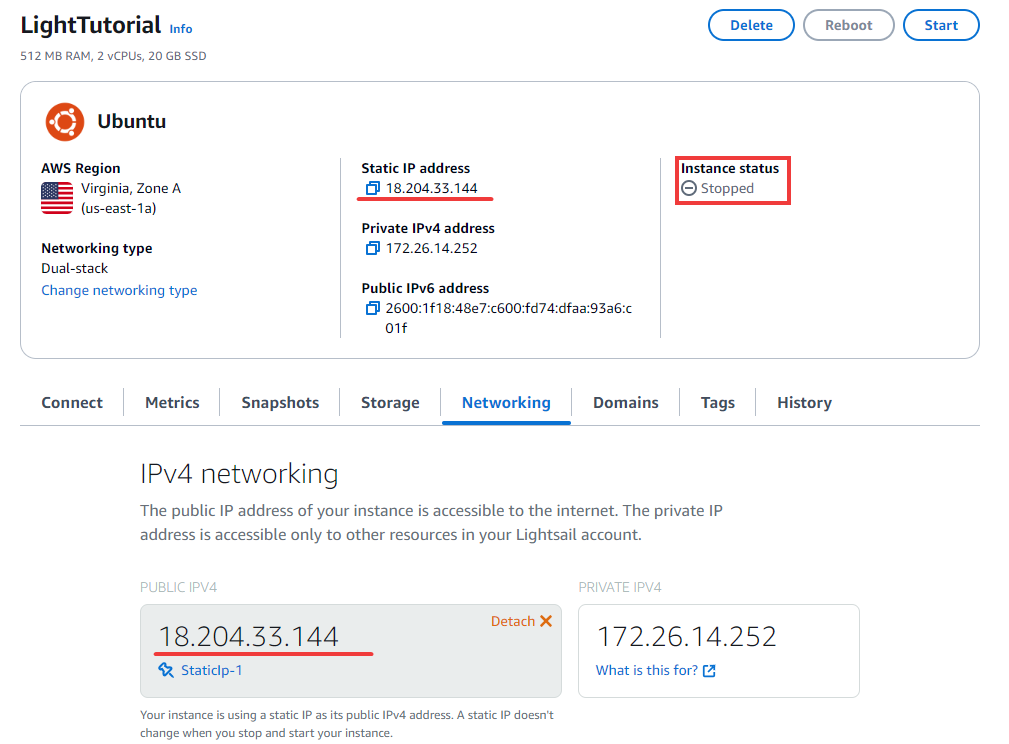 LightTutorial Info
Delete
Reboot
Start
512 MB RAM, 2 vCPUs, 20 GB SSD
Ubuntu
AWS Region
Virginia, Zone A
(us-east-1a)
Networking type
Dual-stack
Change networking type
Static IP address
18.204.33.144
Private IPv4 address
172.26.14.252
Public IPv6 address
2600:1f18:48e7:c600:fd74:dfaa:93a6:c
01f
Instance status
Stopped
Connect
Metrics
Snapshots
Storage
Networking
Domains
Tags
History
IPv4 networking
The public IP address of your instance is accessible to the internet. The private IP
address is accessible only to other resources in your Lightsail account.
PUBLIC IPV4
18.204.33.144
Detach
StaticIp-1
Your instance is using a static IP as its public IPv4 address. A static IP doesn't
change when you stop and start your instance.
PRIVATE IPV4
172.26.14.252
What is this for?